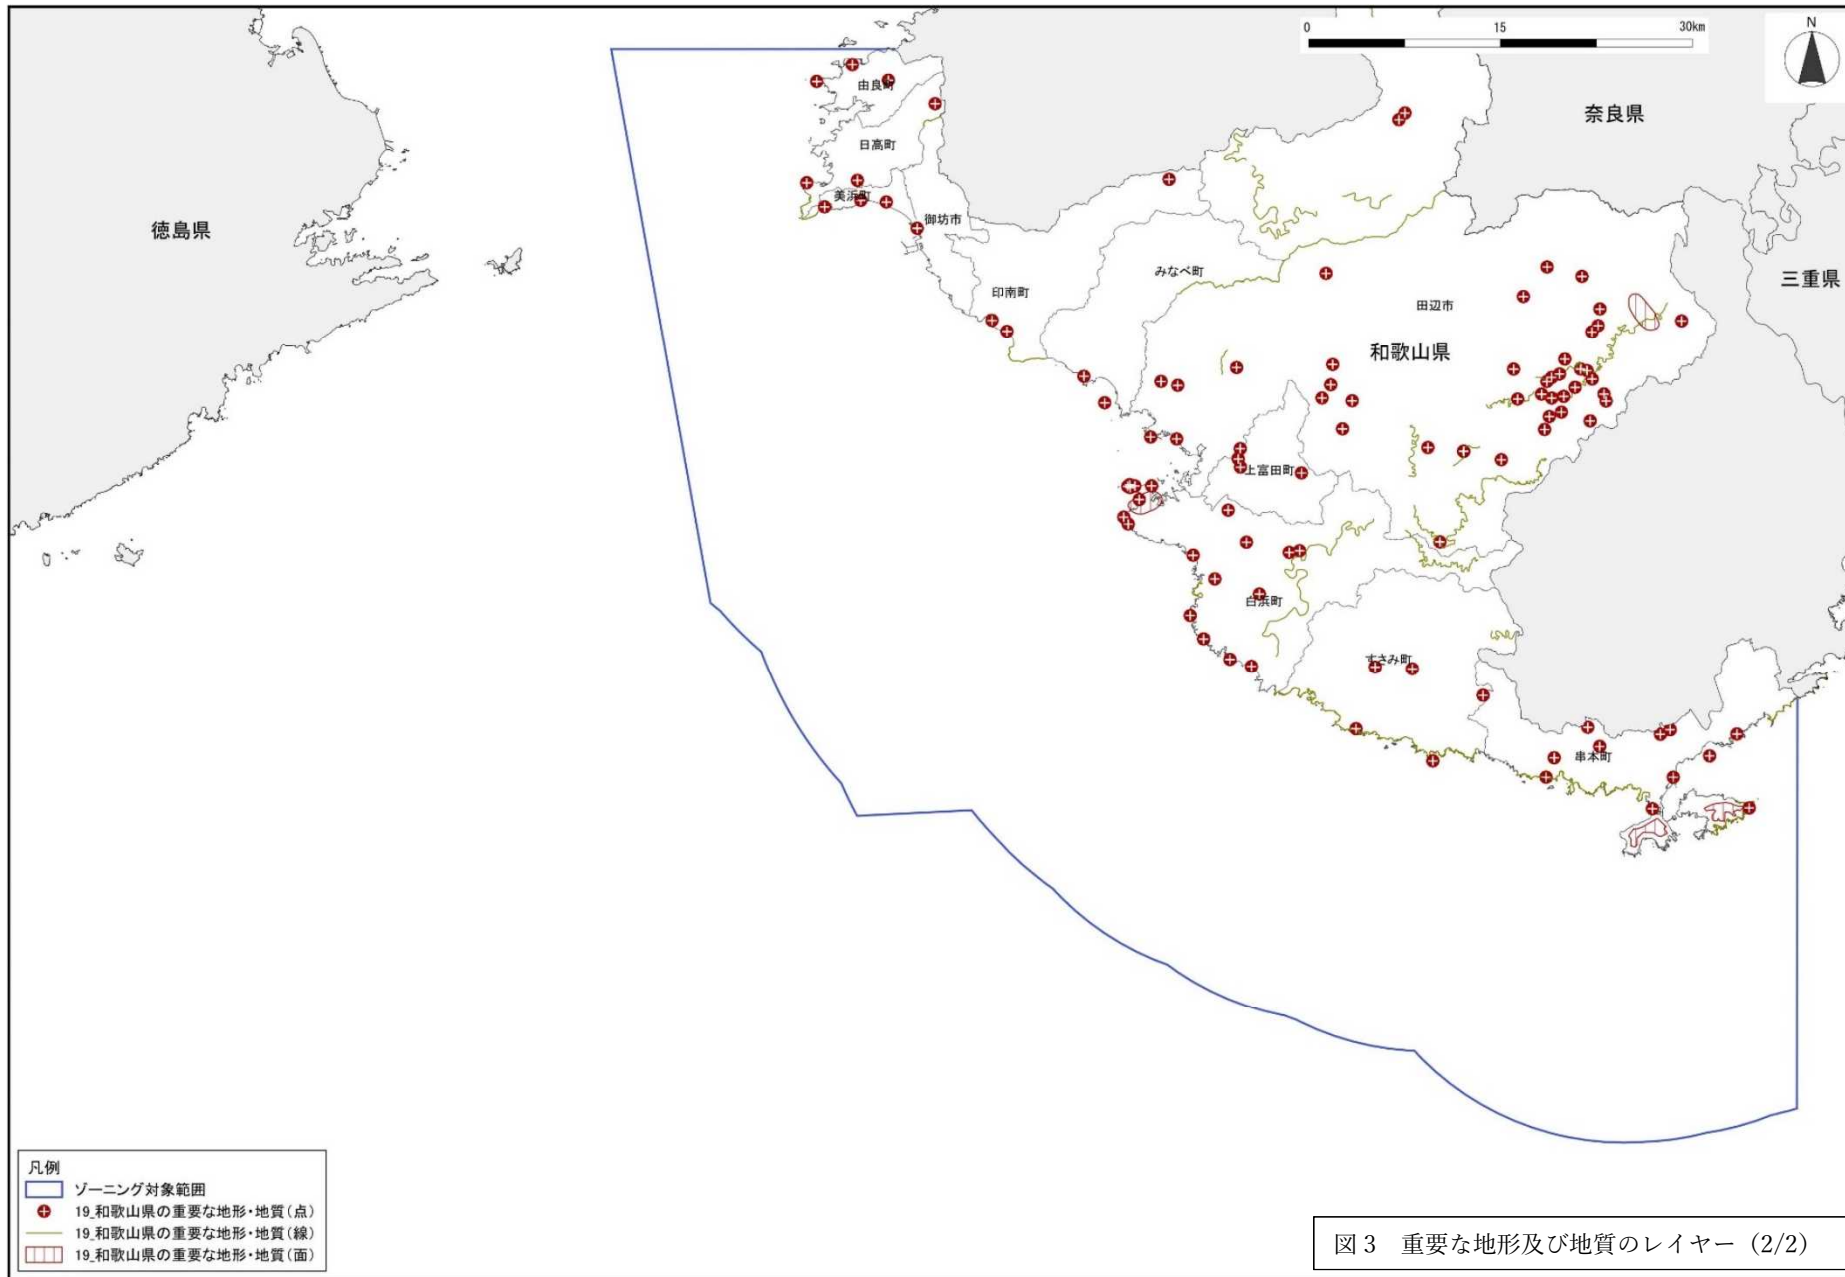 0 15 30km
N
奈良県
由良町
日高町
徳島県
美浜町
御坊市
三重県
みなべ町
印南町
田辺市
和歌山県
上富田町
白浜町
すさみ町
串本町
凡例
ゾーニング対象範囲
19_和歌山県の重要な地形・地質(点)
19_和歌山県の重要な地形・地質(線)
19_和歌山県の重要な地形・地質(面)
図3 重要な地形及び地質のレイヤー (2/2)